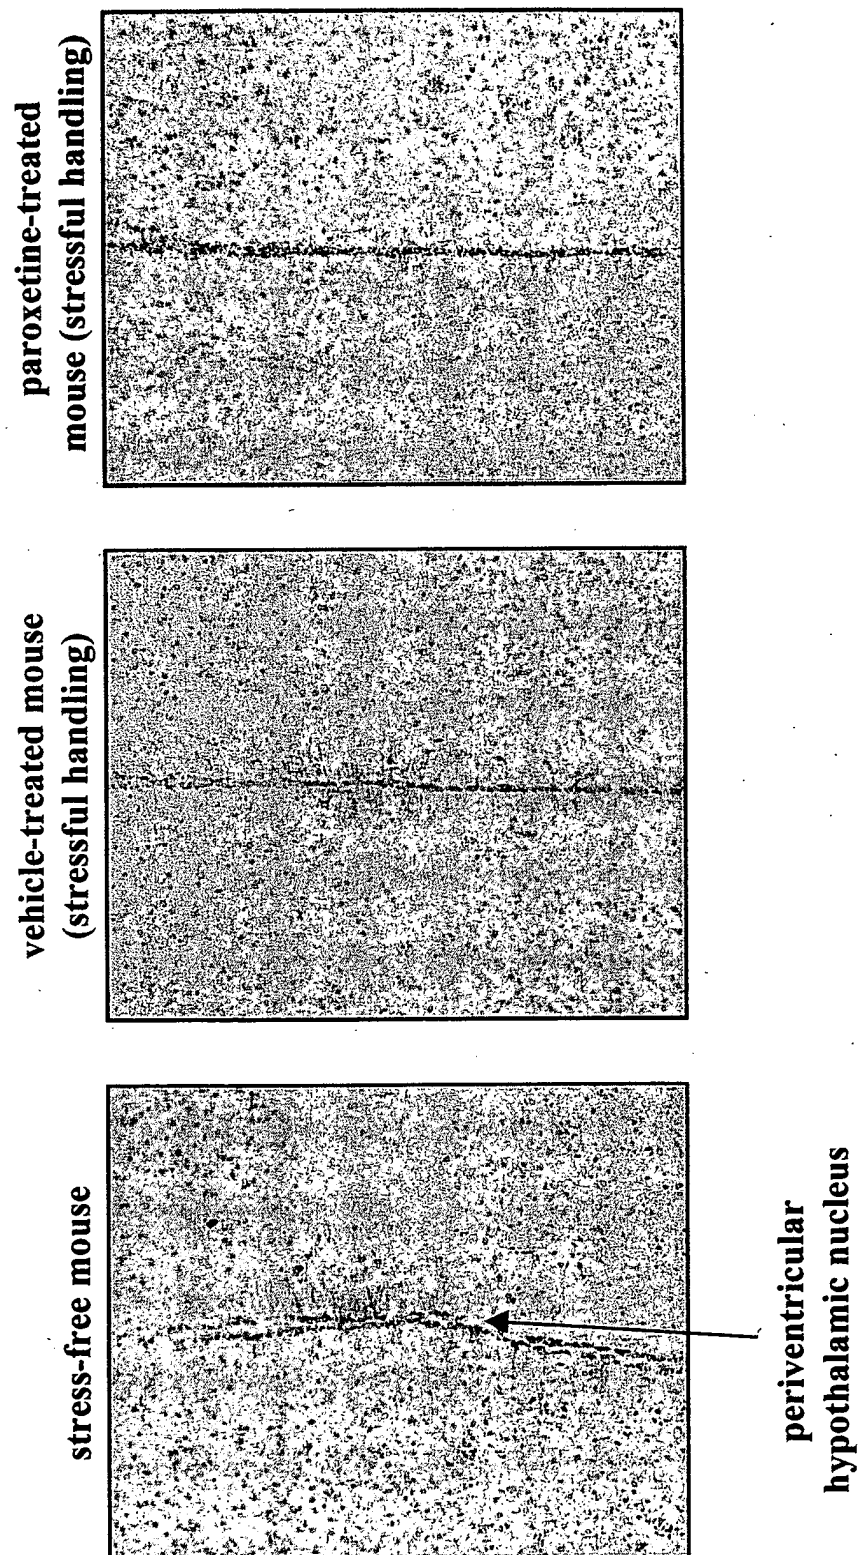 stress-free mouse
vehicle-treated mouse
(stressful handling)
paroxetine-treated
mouse (stressful handling)
periventricular
hypothalamic nucleus